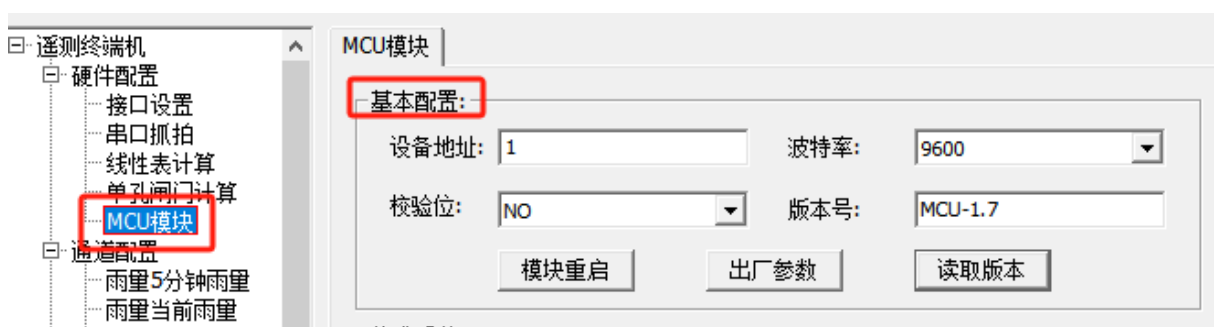 遥测终端机
硬件配置
接口设置
串口抓拍
线性表计算
单孔闸门计算
MCU模块
通道配置
雨量5分钟雨量
雨量当前雨量
MCU模块
基本配置:
设备地址: 1 波特率: 9600
校验位: NO 版本号: MCU-1.7
模块重启 出厂参数 读取版本